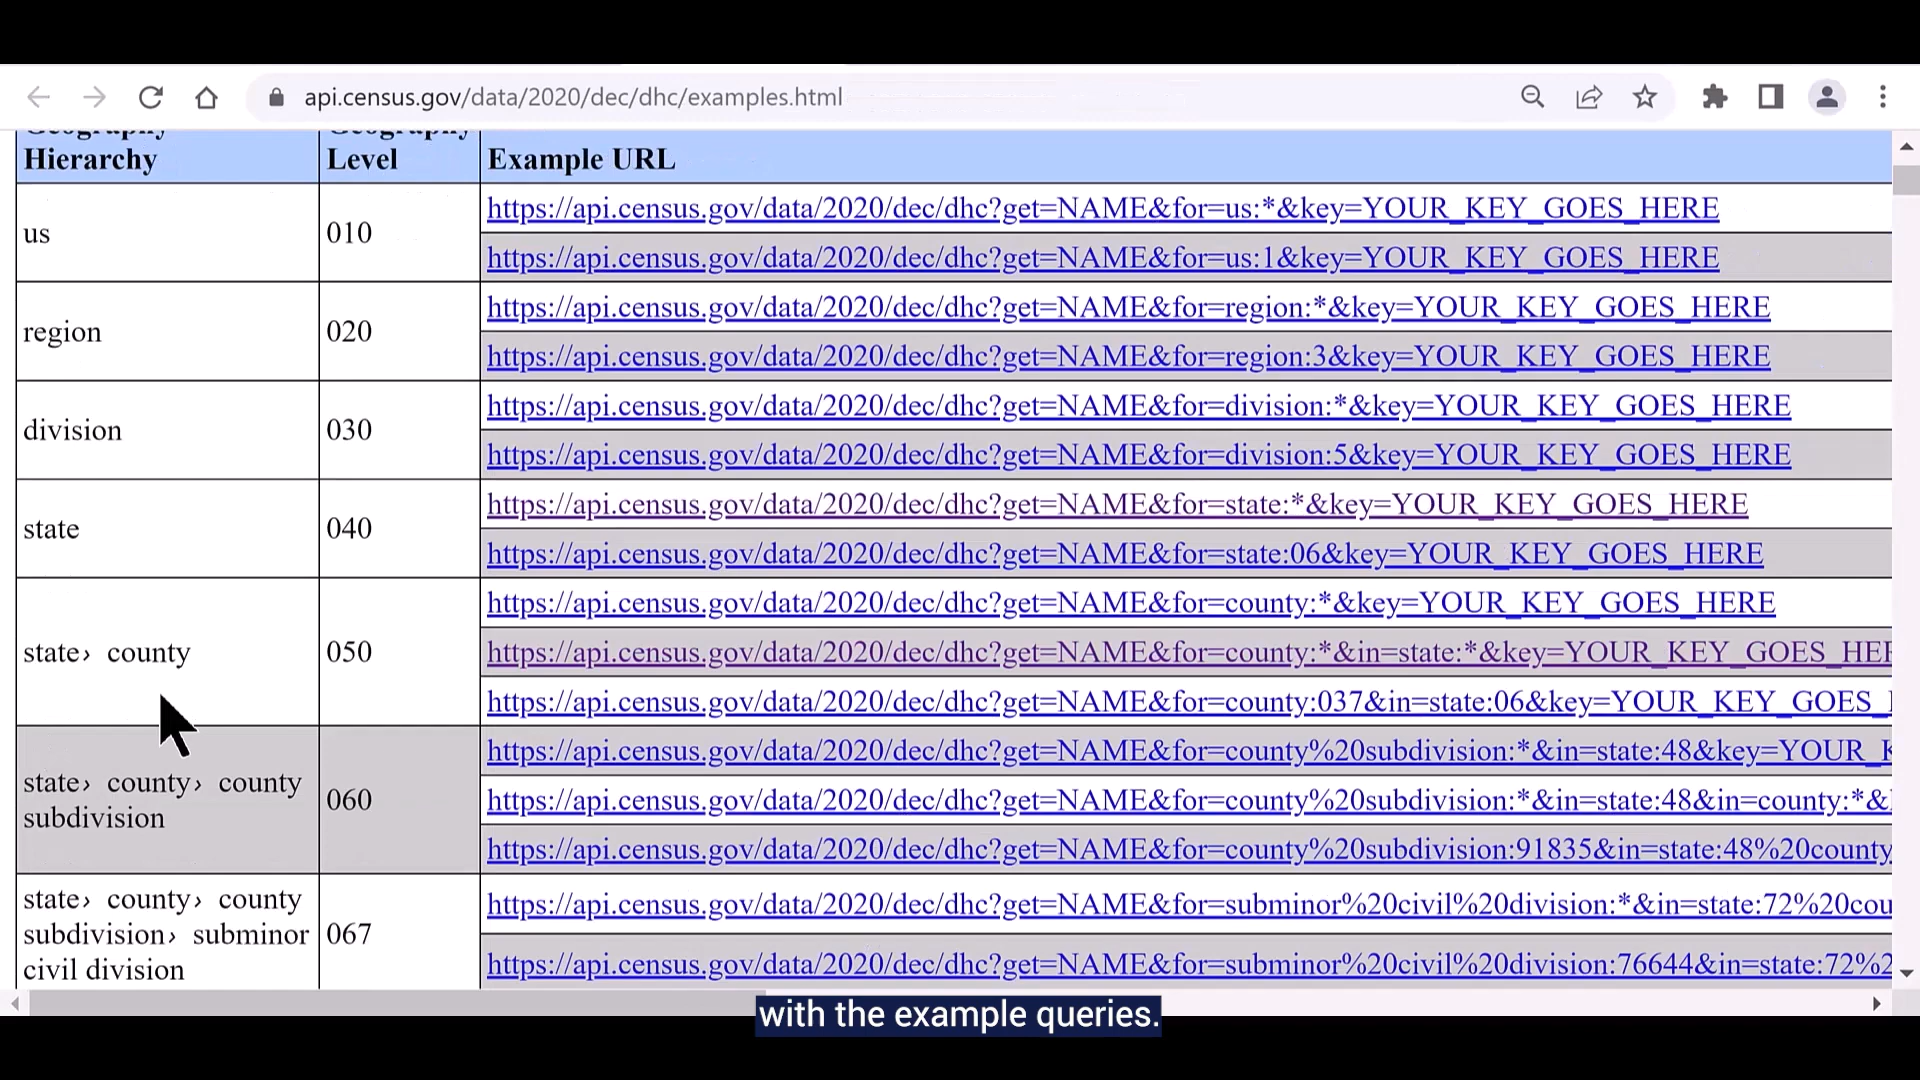 api.census.gov/data/2020/dec/dhc/examples.html
Geography Hierarchy
Geography Level
Example URL
us
010
https://api.census.gov/data/2020/dec/dhc?get=NAME&for=us:*&key=YOUR_KEY_GOES_HERE
https://api.census.gov/data/2020/dec/dhc?get=NAME&for=us:1&key=YOUR_KEY_GOES_HERE
region
020
https://api.census.gov/data/2020/dec/dhc?get=NAME&for=region:*&key=YOUR_KEY_GOES_HERE
https://api.census.gov/data/2020/dec/dhc?get=NAME&for=region:3&key=YOUR_KEY_GOES_HERE
division
030
https://api.census.gov/data/2020/dec/dhc?get=NAME&for=division:*&key=YOUR_KEY_GOES_HERE
https://api.census.gov/data/2020/dec/dhc?get=NAME&for=division:5&key=YOUR_KEY_GOES_HERE
state
040
https://api.census.gov/data/2020/dec/dhc?get=NAME&for=state:*&key=YOUR_KEY_GOES_HERE
https://api.census.gov/data/2020/dec/dhc?get=NAME&for=state:06&key=YOUR_KEY_GOES_HERE
state› county
050
https://api.census.gov/data/2020/dec/dhc?get=NAME&for=county:*&key=YOUR_KEY_GOES_HERE
https://api.census.gov/data/2020/dec/dhc?get=NAME&for=county:*&in=state:*&key=YOUR_KEY_GOES_HER
https://api.census.gov/data/2020/dec/dhc?get=NAME&for=county:037&in=state:06&key=YOUR_KEY_GOES_
state› county› county
subdivision
060
https://api.census.gov/data/2020/dec/dhc?get=NAME&for=county%20subdivision:*&in=state:48&key=YOUR_K
https://api.census.gov/data/2020/dec/dhc?get=NAME&for=county%20subdivision:*&in=state:48&in=county:*&
https://api.census.gov/data/2020/dec/dhc?get=NAME&for=county%20subdivision:91835&in=state:48%20county
state› county› county
subdivision› subminor
civil division
067
https://api.census.gov/data/2020/dec/dhc?get=NAME&for=subminor%20civil%20division:*&in=state:72%20cou
https://api.census.gov/data/2020/dec/dhc?get=NAME&for=subminor%20civil%20division:76644&in=state:72%2
with the example queries.